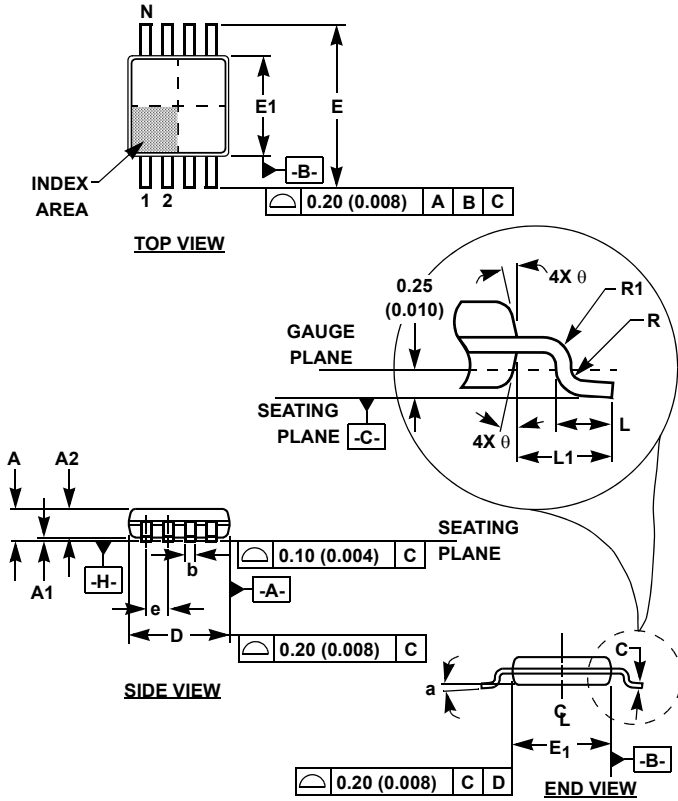 N
E1
E
-B-
INDEX
AREA
1 2
⌓ 0.20 (0.008) A B C
TOP VIEW
0.25
(0.010)
4X θ
R1
R
GAUGE
PLANE
SEATING
PLANE
-C-
4X θ
L
L1
A
A2
A1
-H-
b
e
D
-A-
SEATING
PLANE
⌓ 0.10 (0.004) C
⌓ 0.20 (0.008) C
SIDE VIEW
a
C
CL
E1
-B-
⌓ 0.20 (0.008) C D
END VIEW